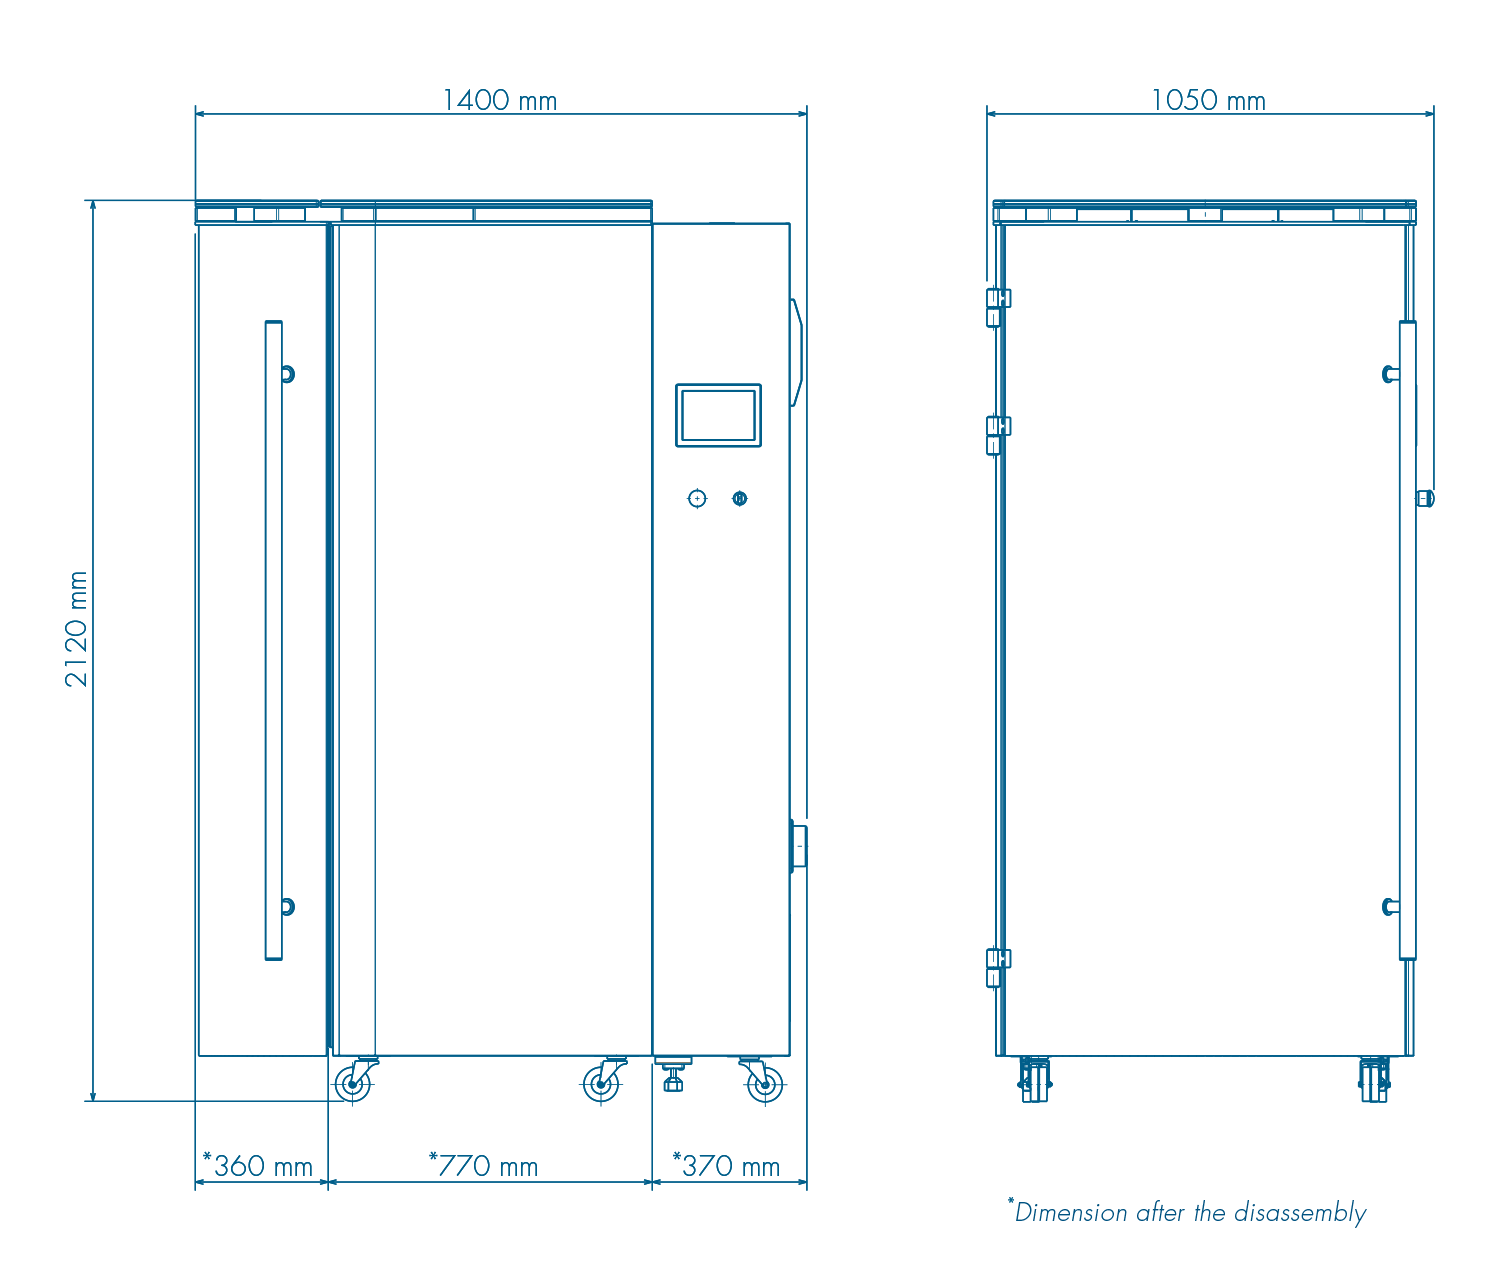 1400 mm
1050 mm
2120 mm
*360 mm
*770 mm
*370 mm
*Dimension after the disassembly